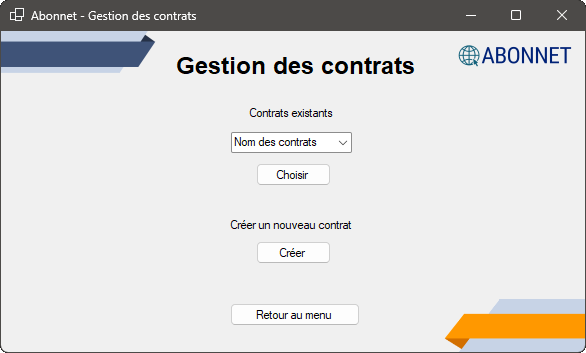 Abonnet - Gestion des contrats
Gestion des contrats
ABONNET
Contrats existants
Nom des contrats
Choisir
Créer un nouveau contrat
Créer
Retour au menu